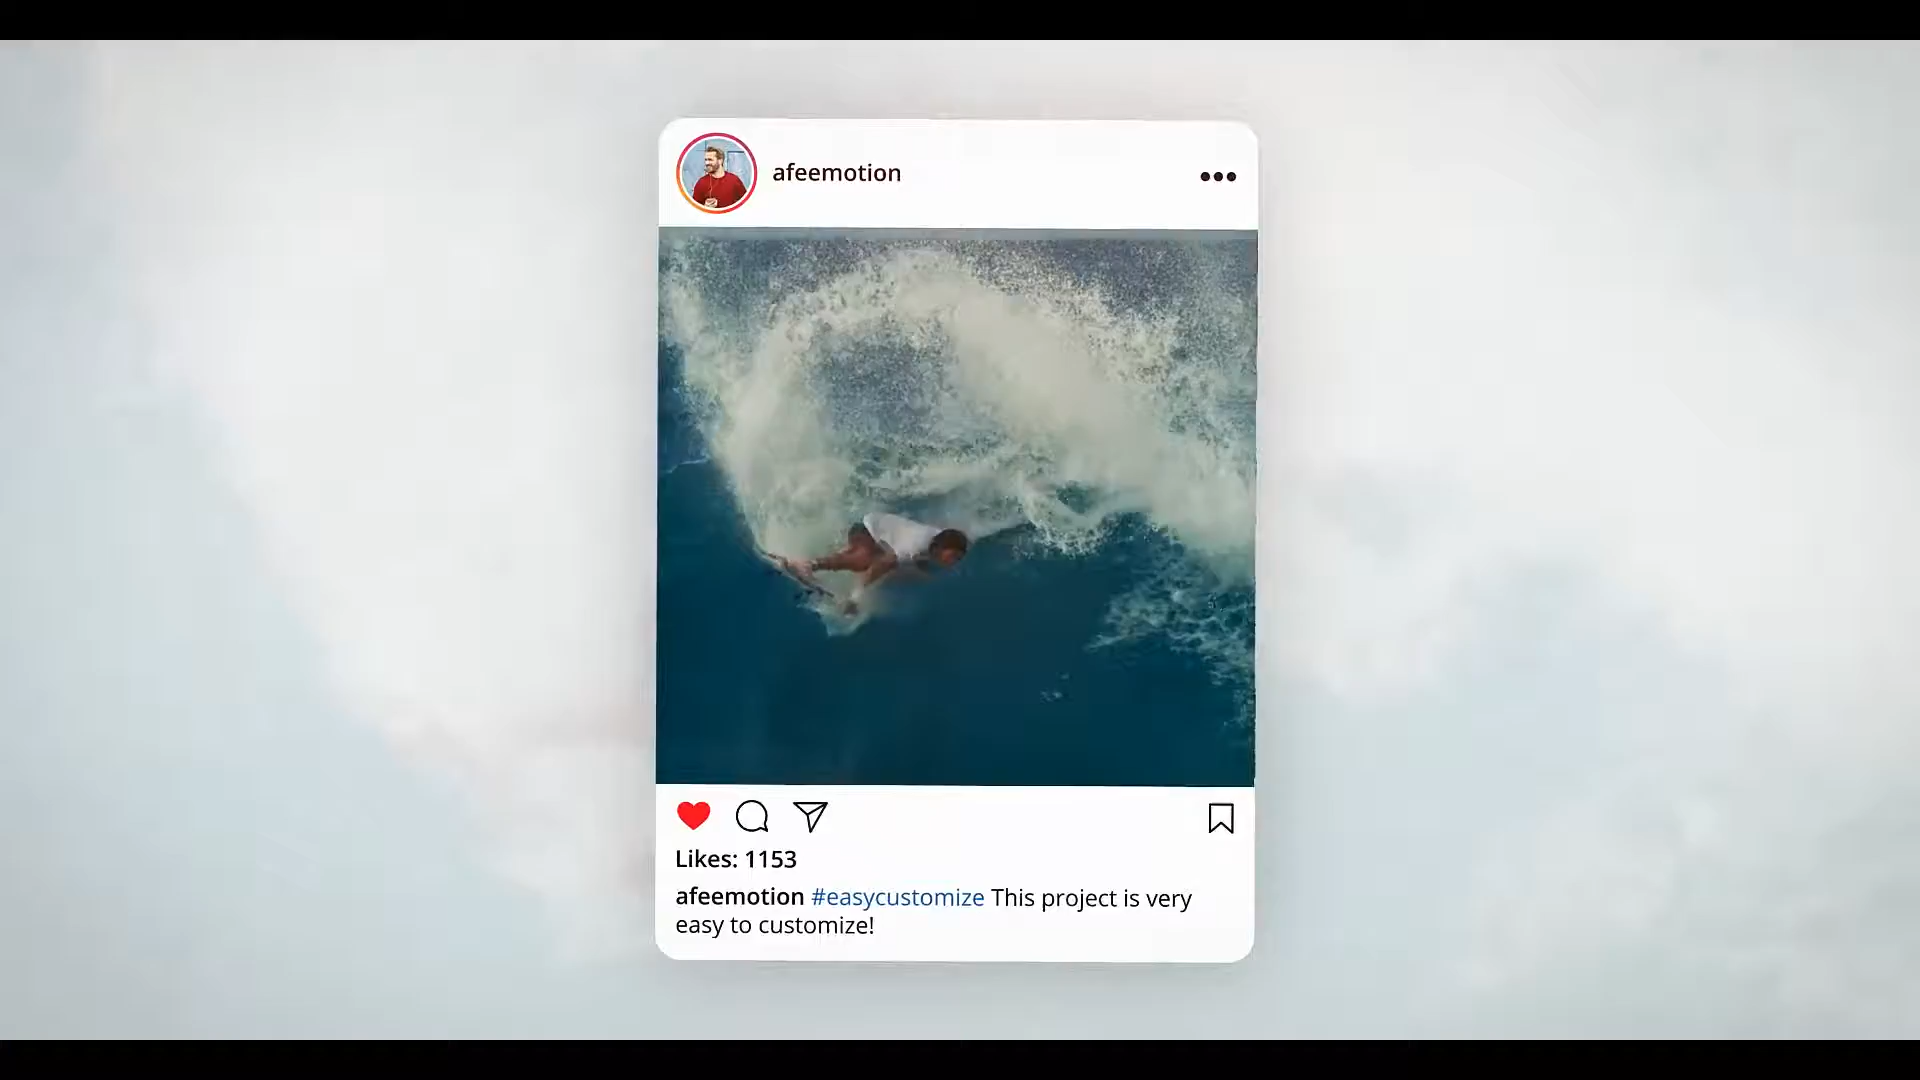 afeemotion
Likes: 1153
afeemotion #easycustomize This project is very
easy to customize!